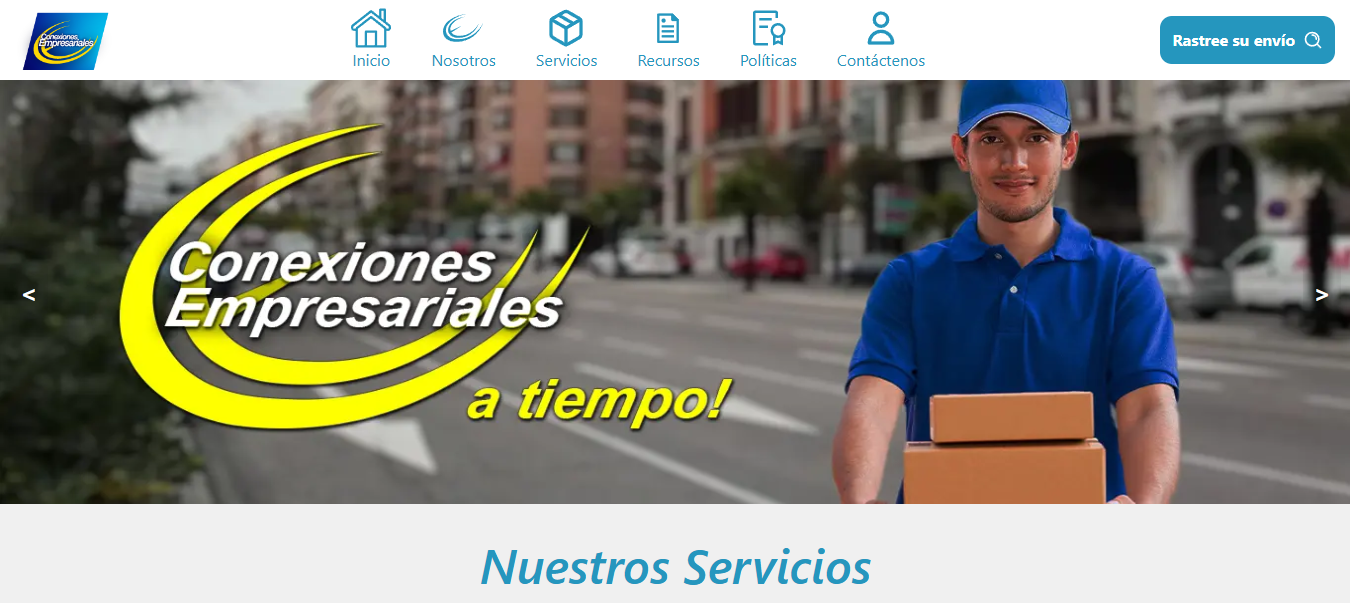 Conexiones
Empresariales
Inicio
Nosotros
Servicios
Recursos
Políticas
Contáctenos
Rastree su envío
Conexiones
Empresariales
a tiempo!
<
>
Nuestros Servicios